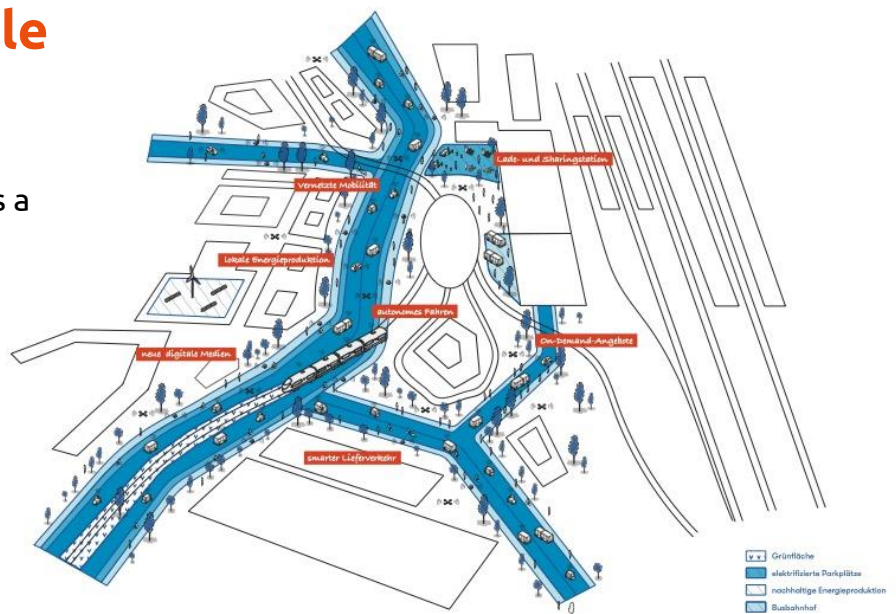 le
s a
Lade- und Sharingstation
Vernetzte Mobilität
lokale Energieproduktion
autonomes Fahren
On-Demand-Angebote
neue digitale Medien
smarter Lieferverkehr
Grünfläche
elektrifizierte Parkplätze
nachhaltige Energieproduktion
Busbahnhof